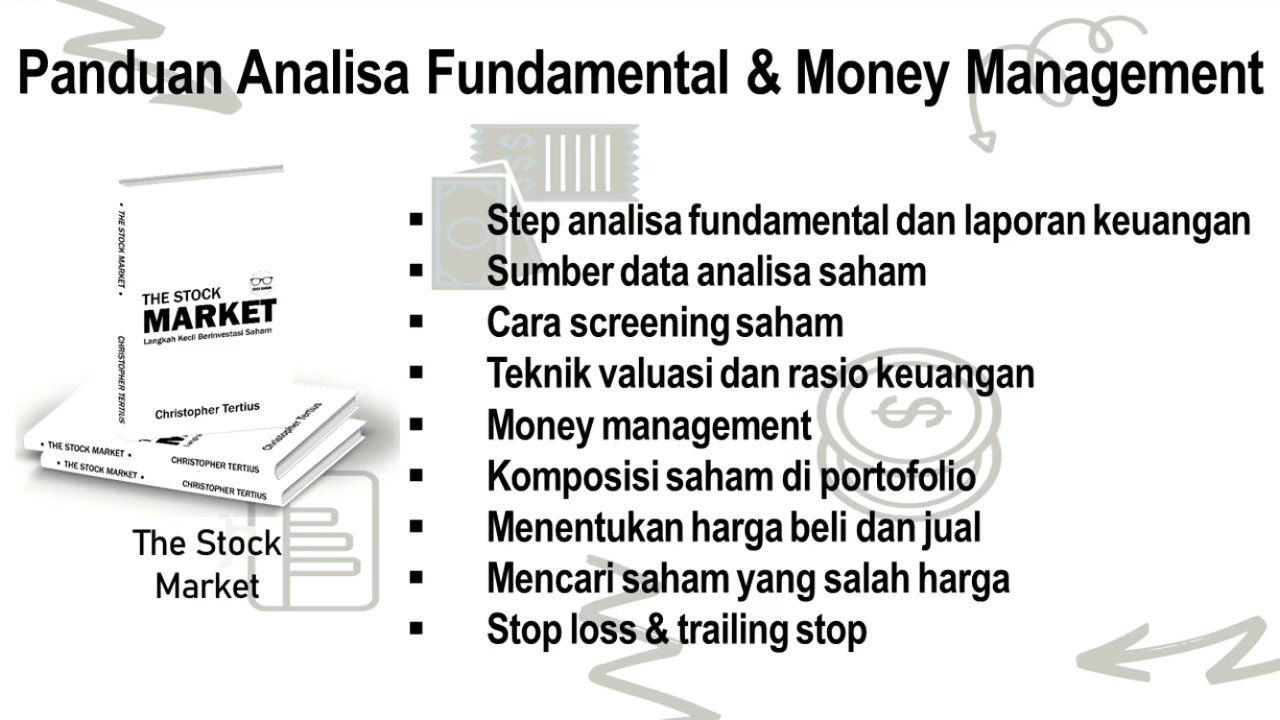 Panduan Analisa Fundamental & Money Management
• THE STOCK MARKET •
CHRISTOPHER TERTIUS
THE STOCK
MARKET
Langkah Kecil Berinvestasi Saham
Christopher Tertius
Christopher Tertius
• THE STOCK MARKET •
CHRISTOPHER TERTIUS
• THE STOCK MARKET •
CHRISTOPHER TERTIUS
The Stock
Market
▪ Step analisa fundamental dan laporan keuangan
▪ Sumber data analisa saham
▪ Cara screening saham
▪ Teknik valuasi dan rasio keuangan
▪ Money management
▪ Komposisi saham di portofolio
▪ Menentukan harga beli dan jual
▪ Mencari saham yang salah harga
▪ Stop loss & trailing stop